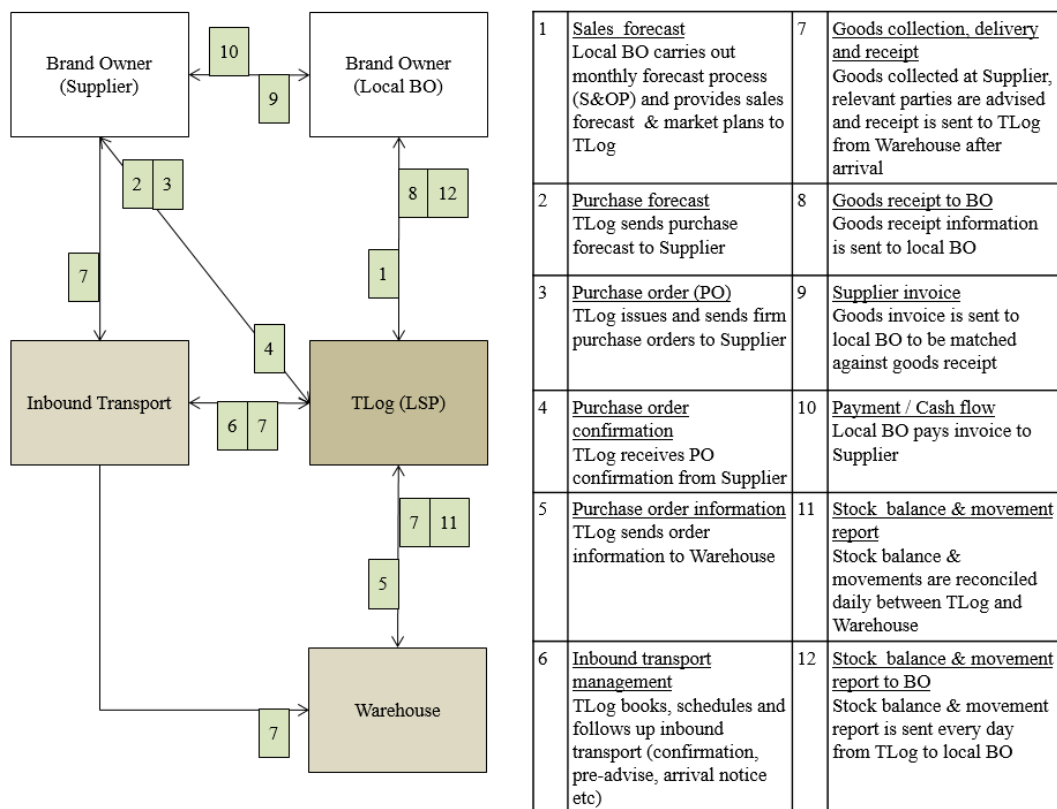 10
Brand Owner
(Supplier)
Brand Owner
(Local BO)
9
2
3
8
12
7
1
4
Inbound Transport
TLog (LSP)
6
7
7
11
5
Warehouse
7
1
Sales forecast
Local BO carries out
monthly forecast process
(S&OP) and provides sales
forecast & market plans to
TLog
7
Goods collection, delivery
and receipt
Goods collected at Supplier,
relevant parties are advised
and receipt is sent to TLog
from Warehouse after
arrival
2
Purchase forecast
TLog sends purchase
forecast to Supplier
8
Goods receipt to BO
Goods receipt information
is sent to local BO
3
Purchase order (PO)
TLog issues and sends firm
purchase orders to Supplier
9
Supplier invoice
Goods invoice is sent to
local BO to be matched
against goods receipt
4
Purchase order
confirmation
TLog receives PO
confirmation from Supplier
10
Payment / Cash flow
Local BO pays invoice to
Supplier
5
Purchase order information
TLog sends order
information to Warehouse
11
Stock balance & movement
report
Stock balance &
movements are reconciled
daily between TLog and
Warehouse
6
Inbound transport
management
TLog books, schedules and
follows up inbound
transport (confirmation,
pre-advise, arrival notice
etc)
12
Stock balance & movement
report to BO
Stock balance & movement
report is sent every day
from TLog to local BO